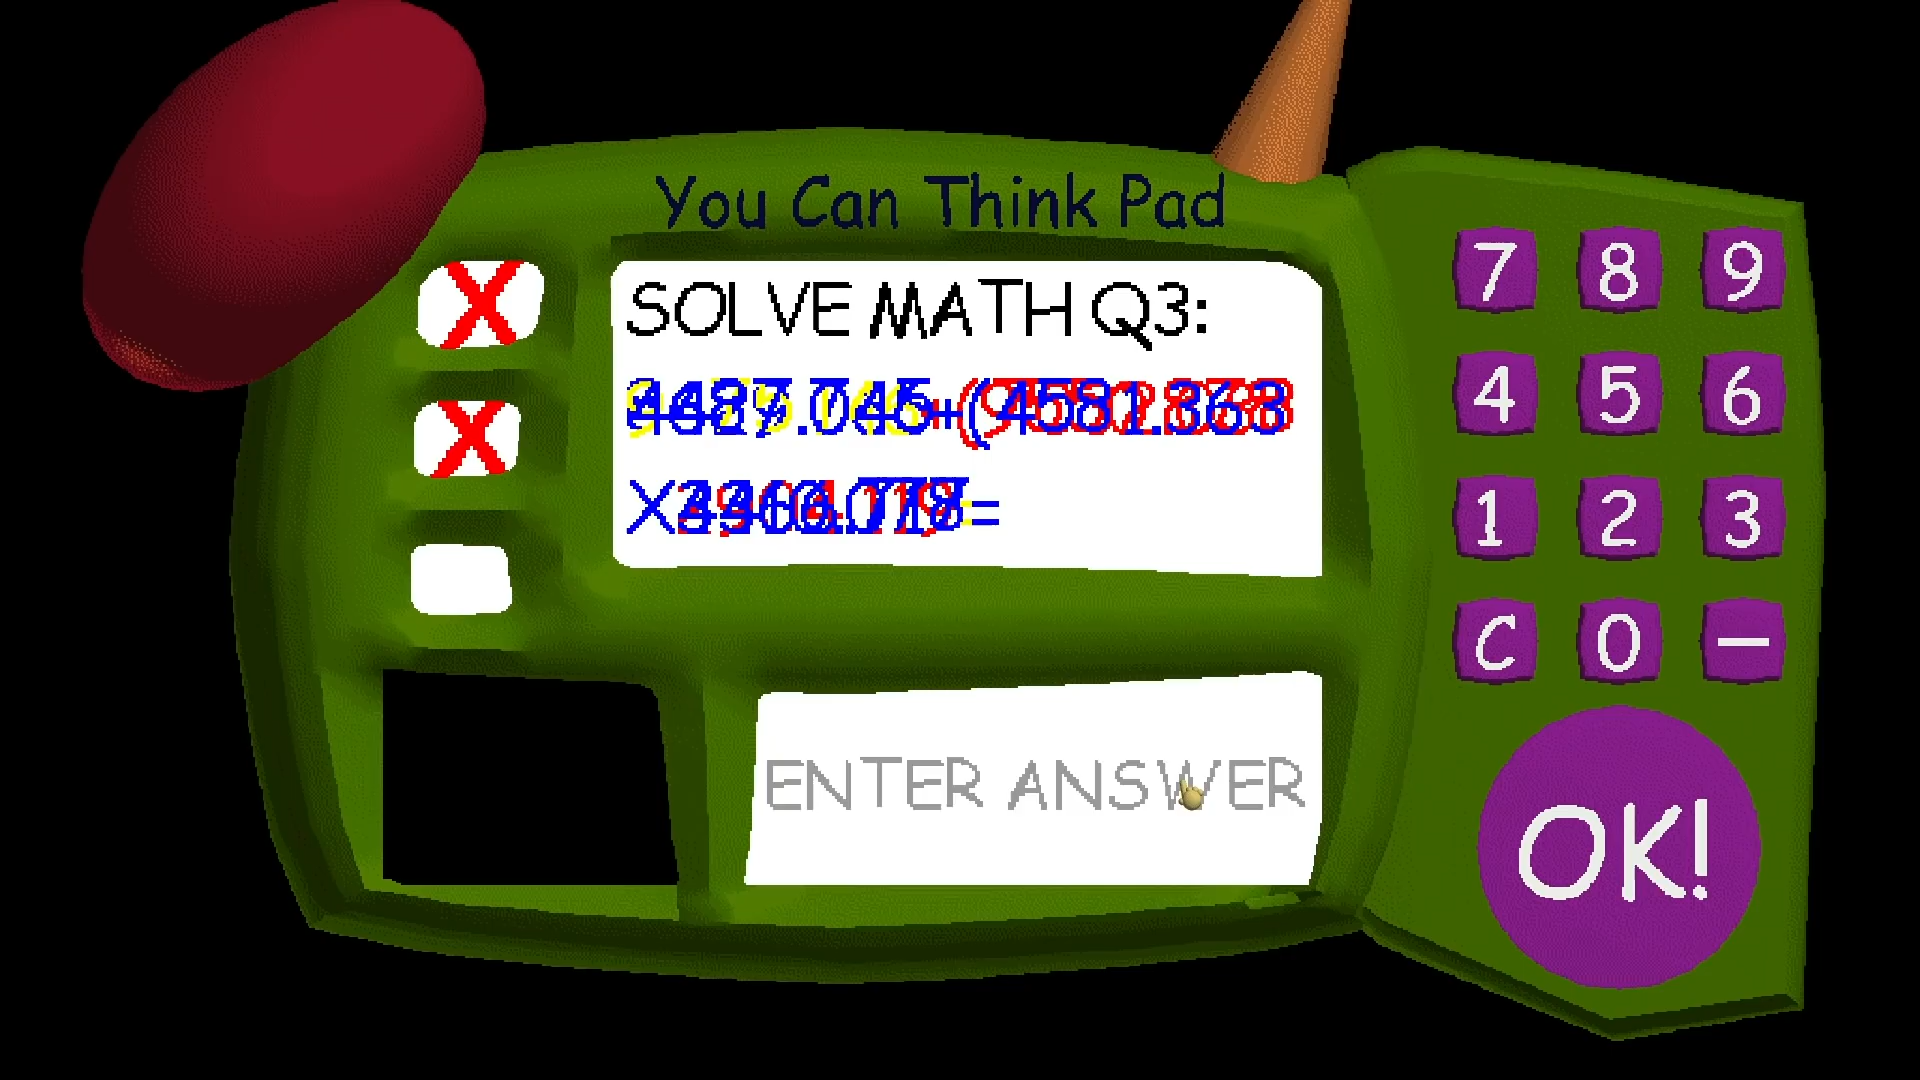 You Can Think Pad
X
SOLVE MATH Q3:
X
ENTER ANSWER
7 8 9
4 5 6
1 2 3
C 0 −
OK!